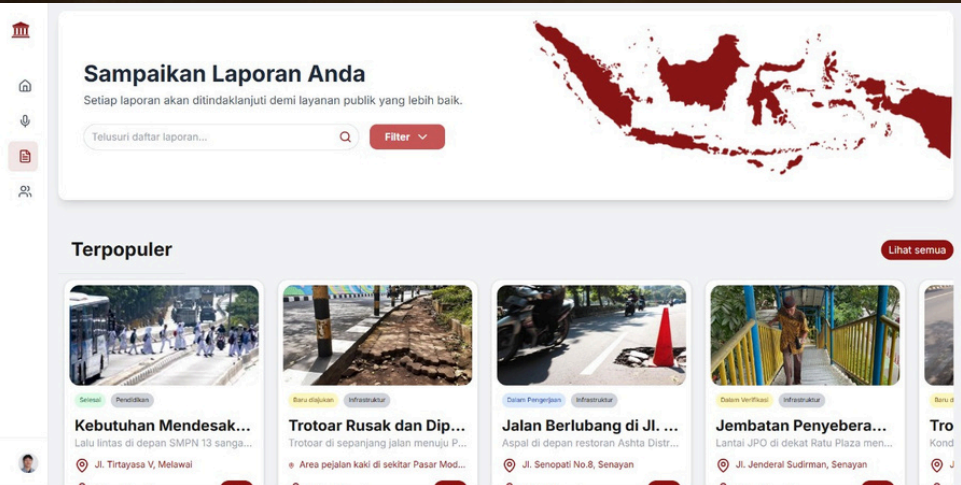 Sampaikan Laporan Anda
Setiap laporan akan ditindaklanjuti demi layanan publik yang lebih baik.
Telusuri daftar laporan...
Filter
Terpopuler
Lihat semua
Selesai Pendidikan
Kebutuhan Mendesak...
Lalu lintas di depan SMPN 13 sanga...
Jl. Tirtayasa V, Melawai
Baru diajukan Infrastruktur
Trotoar Rusak dan Dip...
Trotoar di sepanjang jalan menuju P...
Area pejalan kaki di sekitar Pasar Mod...
Dalam Pengerjaan Infrastruktur
Jalan Berlubang di Jl. ...
Aspal di depan restoran Ashta Distr...
Jl. Senopati No.8, Senayan
Dalam Verifikasi Infrastruktur
Jembatan Penyebera...
Lantai JPO di dekat Ratu Plaza men...
Jl. Jenderal Sudirman, Senayan
Baru d
Tro
Kond
J